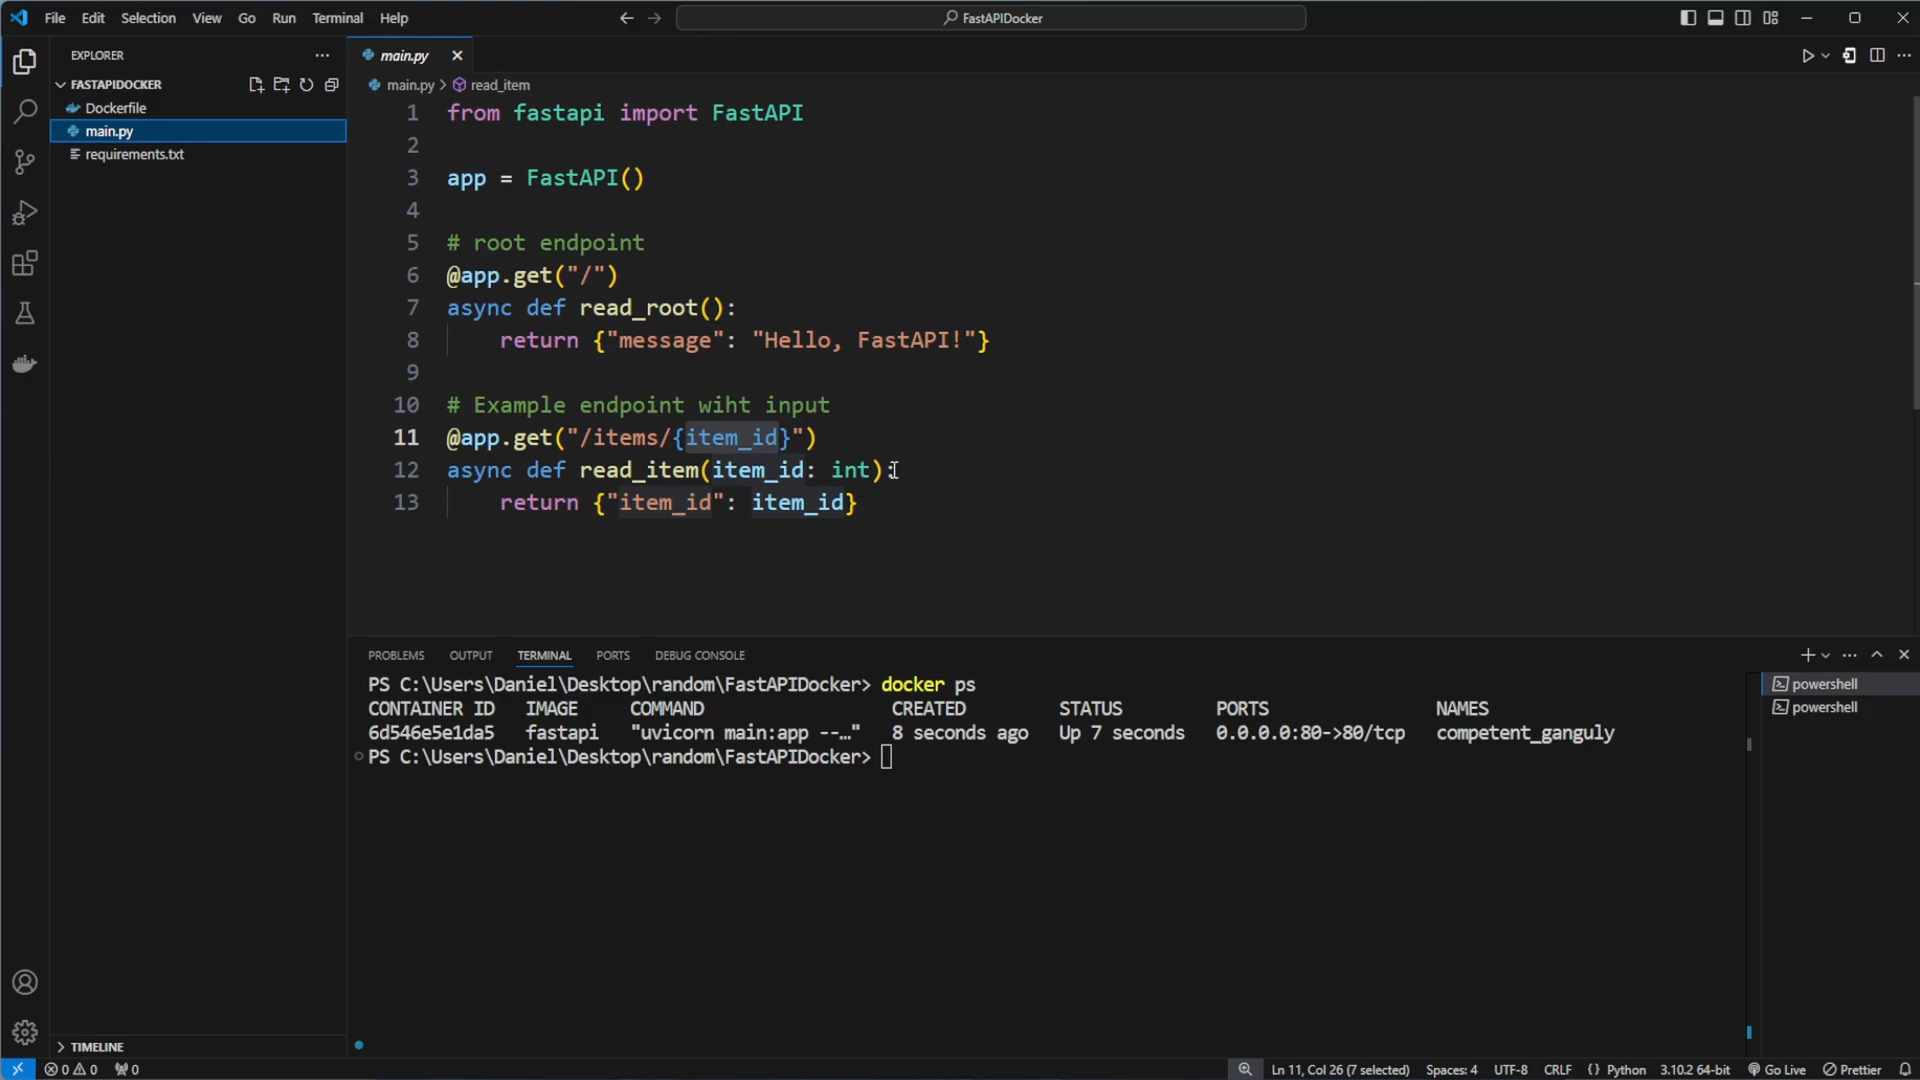 File Edit Selection View Go Run Terminal Help
FastAPIDocker
EXPLORER
FASTAPIDOCKER
Dockerfile
main.py
requirements.txt
TIMELINE
main.py
main.py > read_item
1 from fastapi import FastAPI
2
3 app = FastAPI()
4
5 # root endpoint
6 @app.get("/")
7 async def read_root():
8 return {"message": "Hello, FastAPI!"}
9
10 # Example endpoint wiht input
11 @app.get("/items/{item_id}")
12 async def read_item(item_id: int):
13 return {"item_id": item_id}
PROBLEMS OUTPUT TERMINAL PORTS DEBUG CONSOLE
PS C:\Users\Daniel\Desktop\random\FastAPIDocker> docker ps
CONTAINER ID IMAGE COMMAND CREATED STATUS PORTS NAMES
6d546e5e1da5 fastapi "uvicorn main:app --…" 8 seconds ago Up 7 seconds 0.0.0.0:80->80/tcp competent_ganguly
PS C:\Users\Daniel\Desktop\random\FastAPIDocker>
powershell
powershell
0 0 0 Ln 11, Col 26 (7 selected) Spaces: 4 UTF-8 CRLF {} Python 3.10.2 64-bit Go Live Prettier